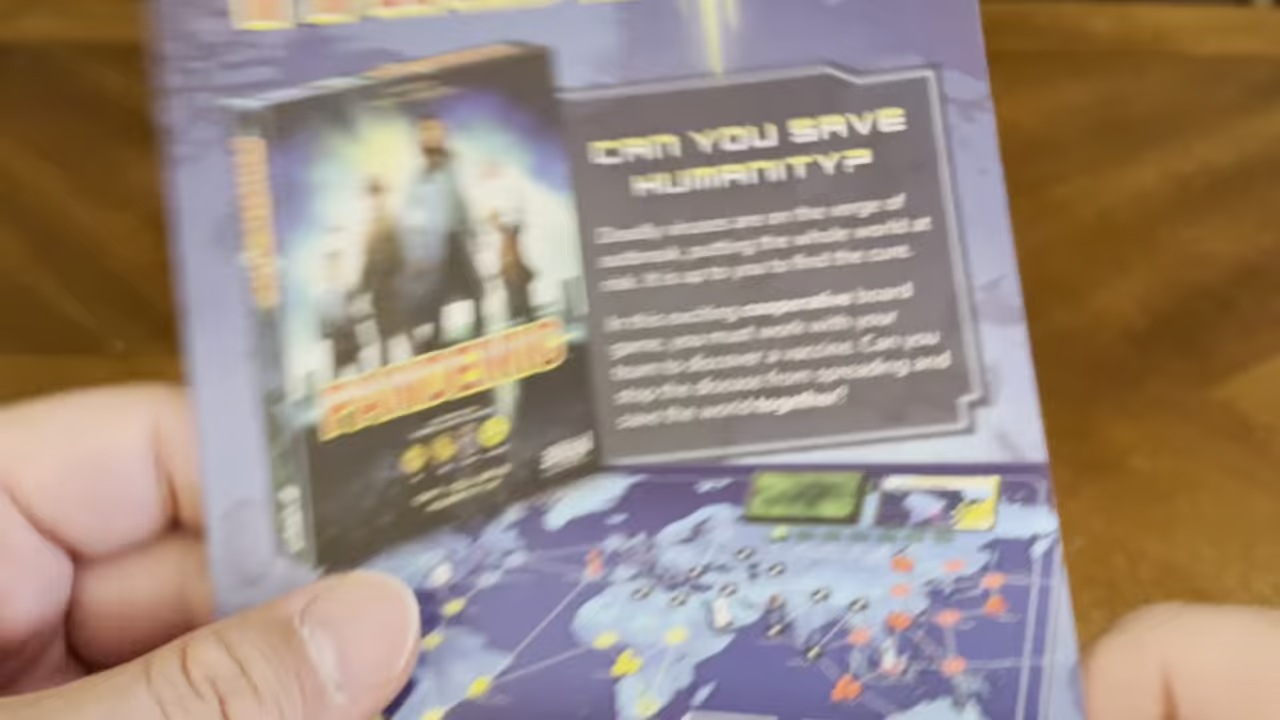 PANDEMIC
CAN YOU SAVE
HUMANITY?
Deadly viruses are on the verge of
outbreak, putting the whole world at
risk. It is up to you to find the cure.
In this exciting cooperative board
game, you must work with your
team to discover a vaccine. Can you
stop the disease from spreading and
save the world together?